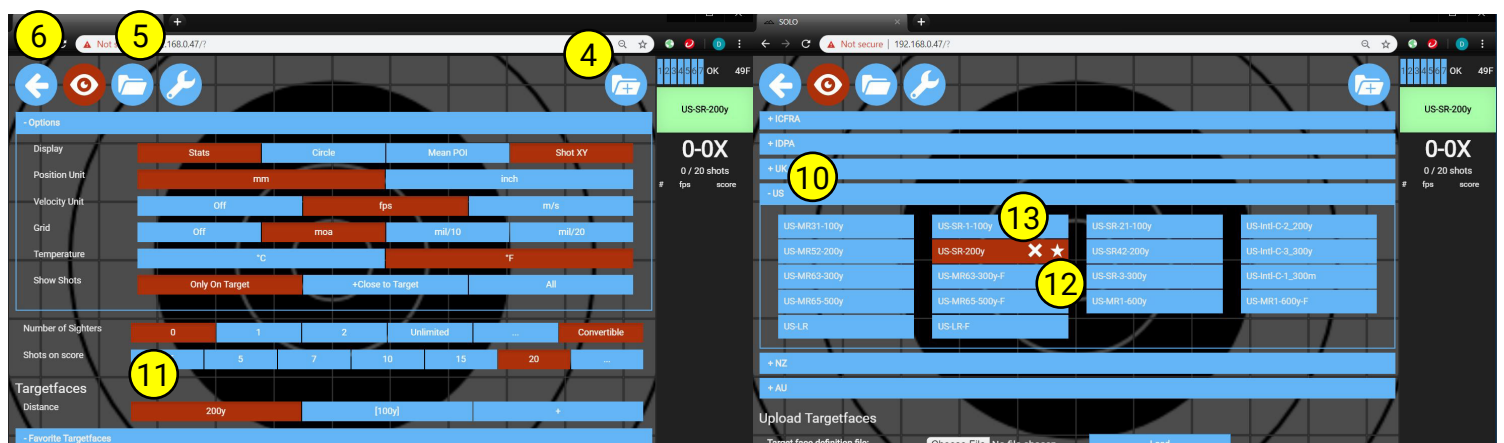 6
5
4
Not
168.0.47/?
1 2 3 4 5 6 7 OK 49F
US-SR-200y
0-0X
0 / 20 shots
# fps score
- Options
Display Stats Circle Mean POI Shot XY
Position Unit mm inch
Velocity Unit Off fps m/s
Grid Off moa mil/10 mil/20
Temperature °C °F
Show Shots Only On Target +Close to Target All
Number of Sighters 0 1 2 Unlimited ... Convertible
Shots on score 5 7 10 15 20 ...
11
Targetfaces
Distance 200y [100y] +
- Favorite Targetfaces
SOLO
Not secure | 192.168.0.47/?
1 2 3 4 5 6 7 OK 49F
US-SR-200y
0-0X
0 / 20 shots
# fps score
+ ICFRA
+ IDPA
+ UK
10
- US
13
US-MR31-100y US-SR-1-100y US-SR-21-100y US-Intl-C-2_200y
US-MR52-200y US-SR-200y US-SR42-200y US-Intl-C-3_300y
12
US-MR63-300y US-MR63-300y-F US-SR-3-300y US-Intl-C-1_300m
US-MR65-500y US-MR65-500y-F US-MR1-600y US-MR1-600y-F
US-LR US-LR-F
+ NZ
+ AU
Upload Targetfaces
Target face definition file: Choose File No file chosen Load